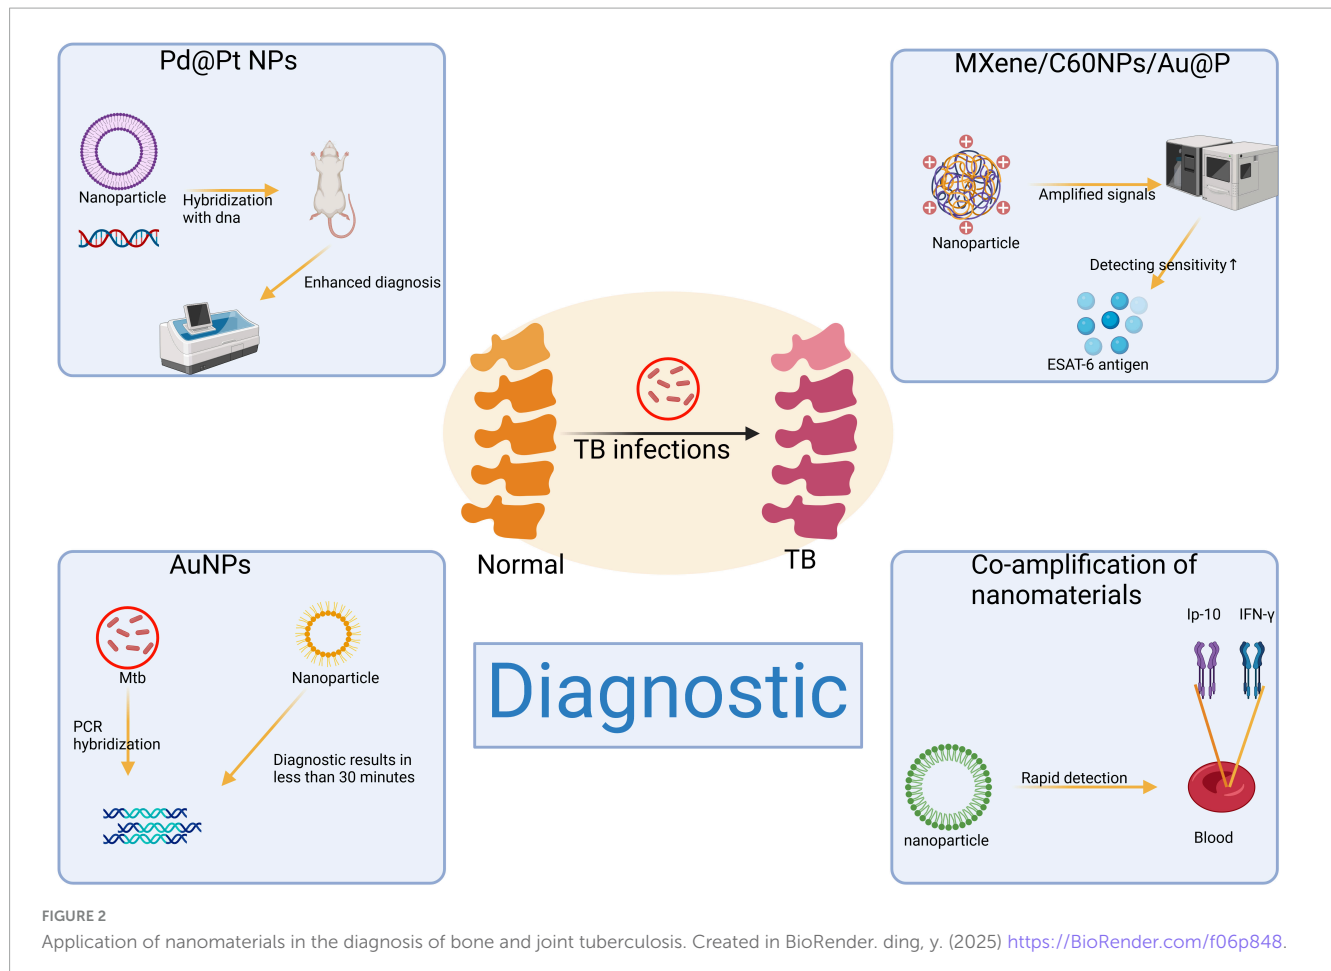 Pd@Pt NPs
Nanoparticle
Hybridization
with dna
Enhanced diagnosis
MXene/C60NPs/Au@P
Amplified signals
Nanoparticle
Detecting sensitivity↑
ESAT-6 antigen
TB infections
Normal
TB
AuNPs
Mtb
Nanoparticle
PCR
hybridization
Diagnostic results in
less than 30 minutes
Diagnostic
Co-amplification of
nanomaterials
Ip-10
IFN-γ
Rapid detection
nanoparticle
Blood
FIGURE 2
Application of nanomaterials in the diagnosis of bone and joint tuberculosis. Created in BioRender. ding, y. (2025) https://BioRender.com/f06p848.